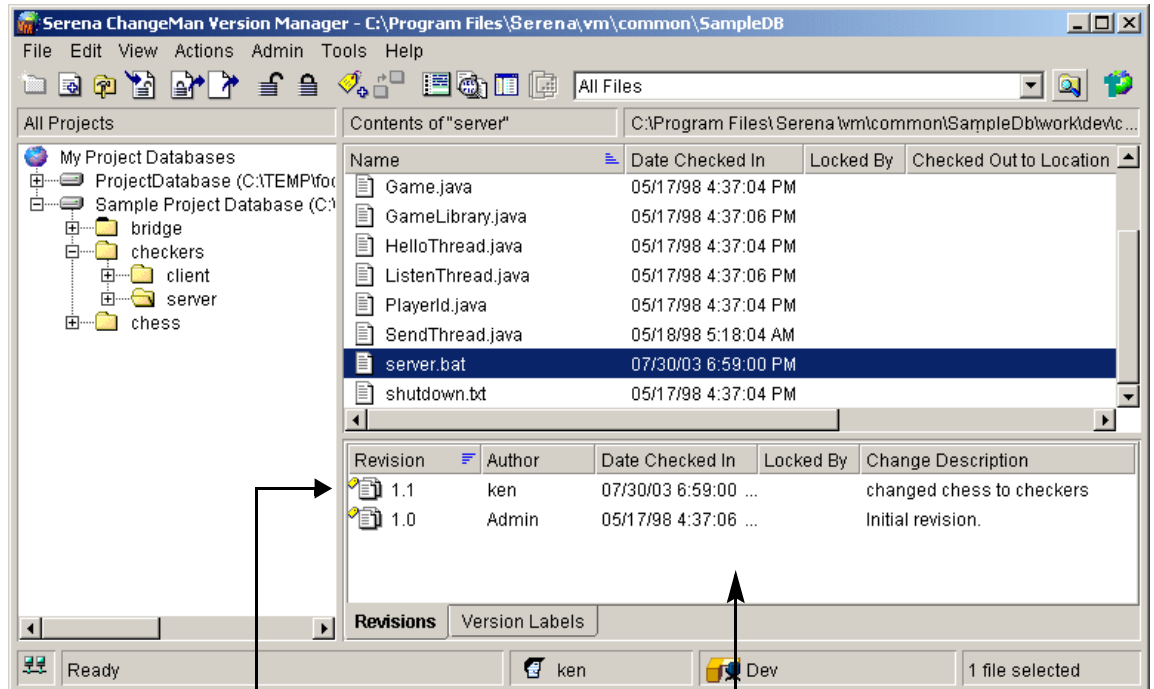 Serena ChangeMan Version Manager - C:\Program Files\Serena\vm\common\SampleDB
File Edit View Actions Admin Tools Help
All Files
All Projects
Contents of "server"
C:\Program Files\Serena\vm\common\SampleDb\work\dev\c...
My Project Databases
ProjectDatabase (C:\TEMP\foo
Sample Project Database (C:\
bridge
checkers
client
server
chess
Name Date Checked In Locked By Checked Out to Location
Game.java 05/17/98 4:37:04 PM
GameLibrary.java 05/17/98 4:37:06 PM
HelloThread.java 05/17/98 4:37:04 PM
ListenThread.java 05/17/98 4:37:06 PM
PlayerId.java 05/17/98 4:37:04 PM
SendThread.java 05/18/98 5:18:04 AM
server.bat 07/30/03 6:59:00 PM
shutdown.txt 05/17/98 4:37:04 PM
Revision Author Date Checked In Locked By Change Description
1.1 ken 07/30/03 6:59:00 ... changed chess to checkers
1.0 Admin 05/17/98 4:37:06 ... Initial revision.
Revisions Version Labels
Ready ken Dev 1 file selected